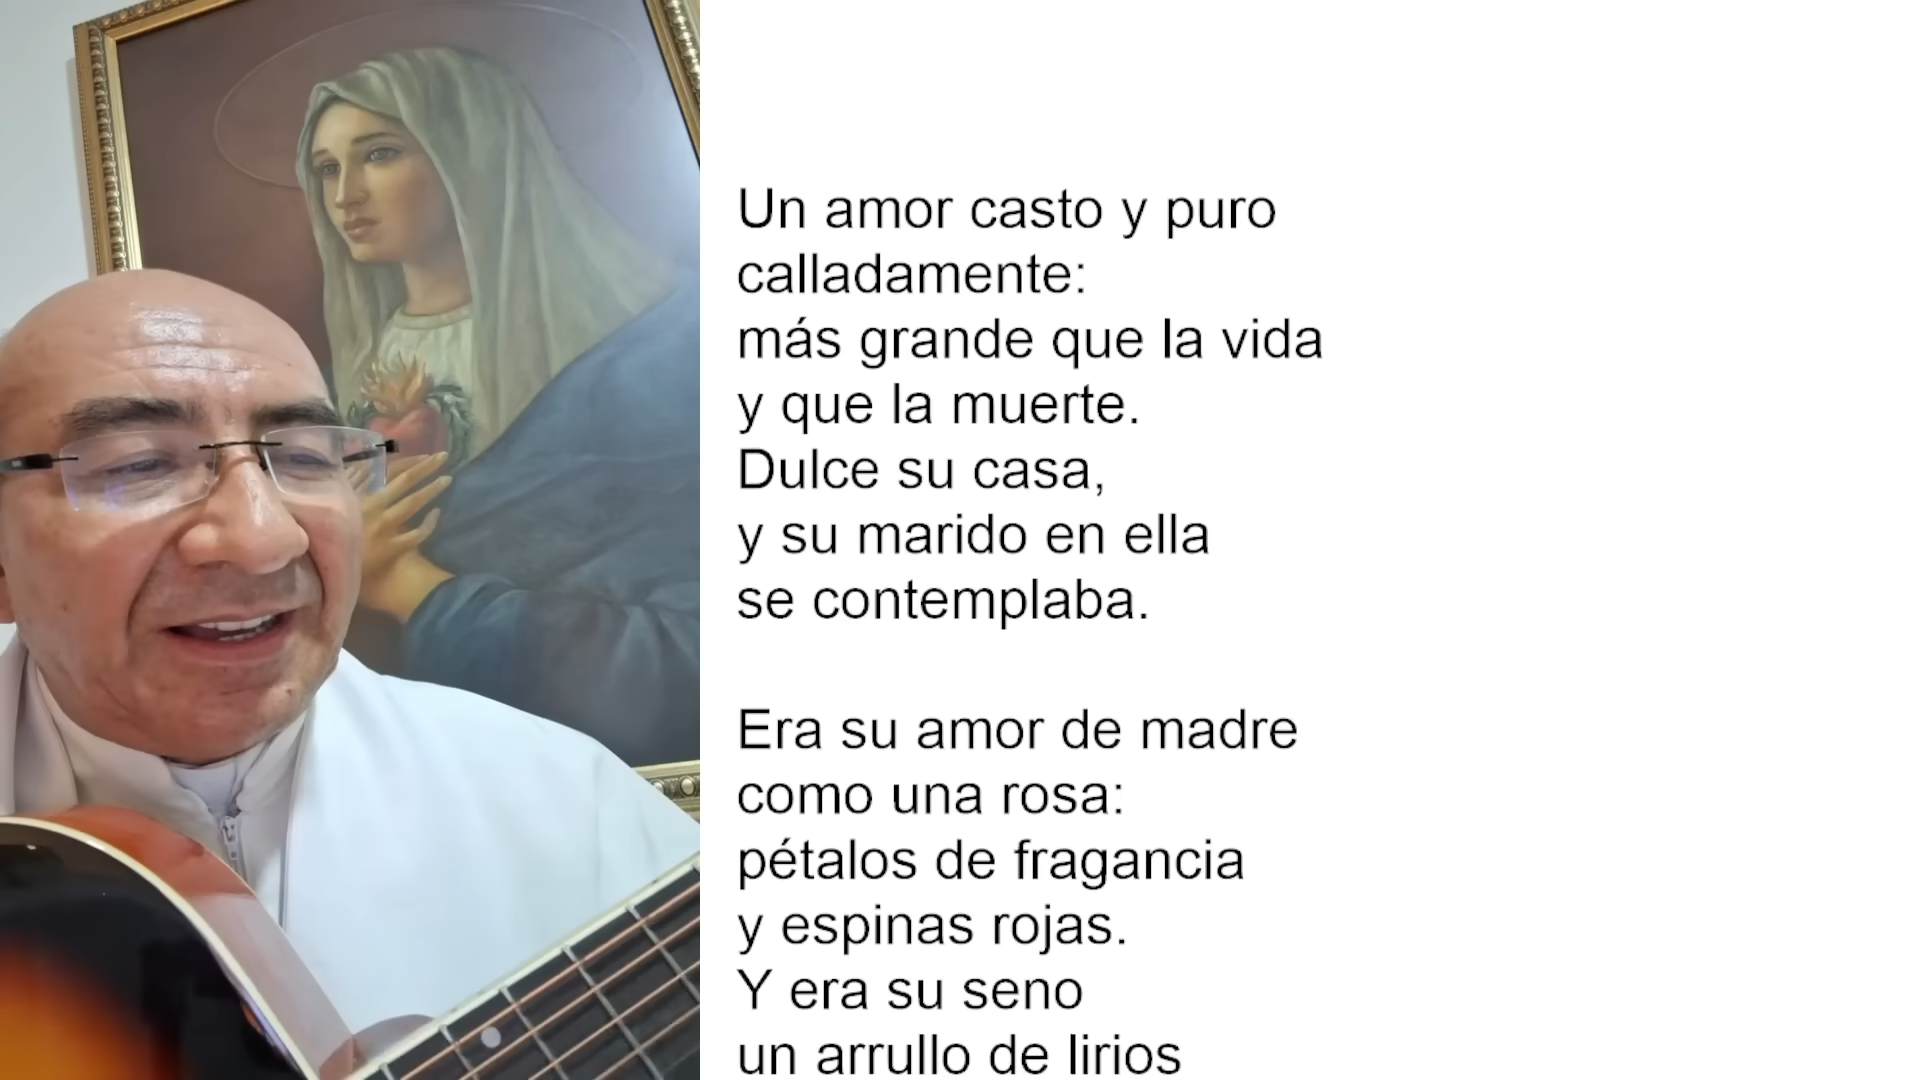 Un amor casto y puro
calladamente:
más grande que la vida
y que la muerte.
Dulce su casa,
y su marido en ella
se contemplaba.
Era su amor de madre
como una rosa:
pétalos de fragancia
y espinas rojas.
Y era su seno
un arrullo de lirios